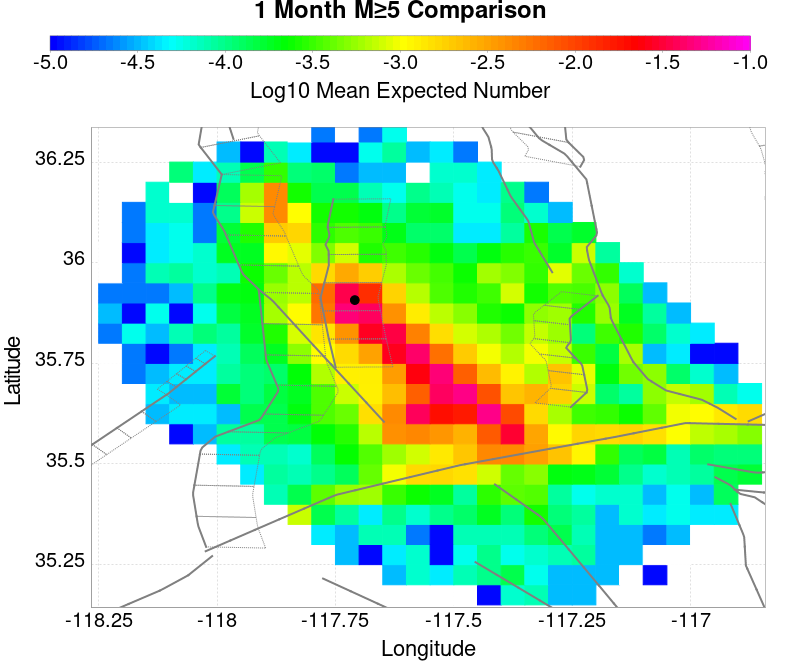 1 Month M≥5 Comparison
-5.0 -4.5 -4.0 -3.5 -3.0 -2.5 -2.0 -1.5 -1.0
Log10 Mean Expected Number
36.25
36
35.75
35.5
35.25
Latitude
-118.25 -118 -117.75 -117.5 -117.25 -117
Longitude